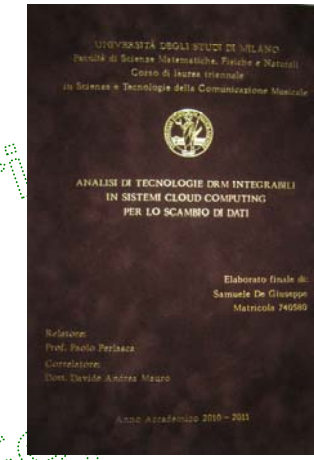 UNIVERSITÀ DEGLI STUDI DI MILANO
Facoltà di Scienze Matematiche, Fisiche e Naturali
Corso di laurea triennale
in Scienze e Tecnologie della Comunicazione Musicale
ANALISI DI TECNOLOGIE DRM INTEGRABILI
IN SISTEMI CLOUD COMPUTING
PER LO SCAMBIO DI DATI
Elaborato finale di:
Samuele De Giuseppe
Matricola 740580
Relatore:
Prof. Paolo Perlasca
Correlatore:
Dott. Davide Andrea Mauro
Anno Accademico 2010 - 2011